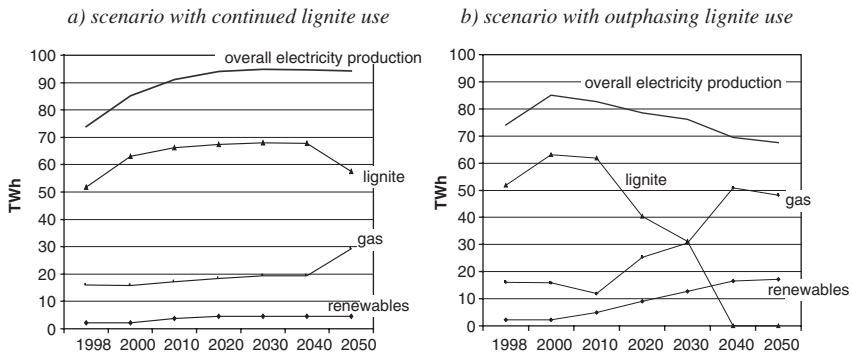 a) scenario with continued lignite use
100
90
80
70
60
50
40
30
20
10
0
TWh
overall electricity production
lignite
gas
renewables
1998 2000 2010 2020 2030 2040 2050
b) scenario with outphasing lignite use
100
90
80
70
60
50
40
30
20
10
0
TWh
overall electricity production
lignite
gas
renewables
1998 2000 2010 2020 2030 2040 2050